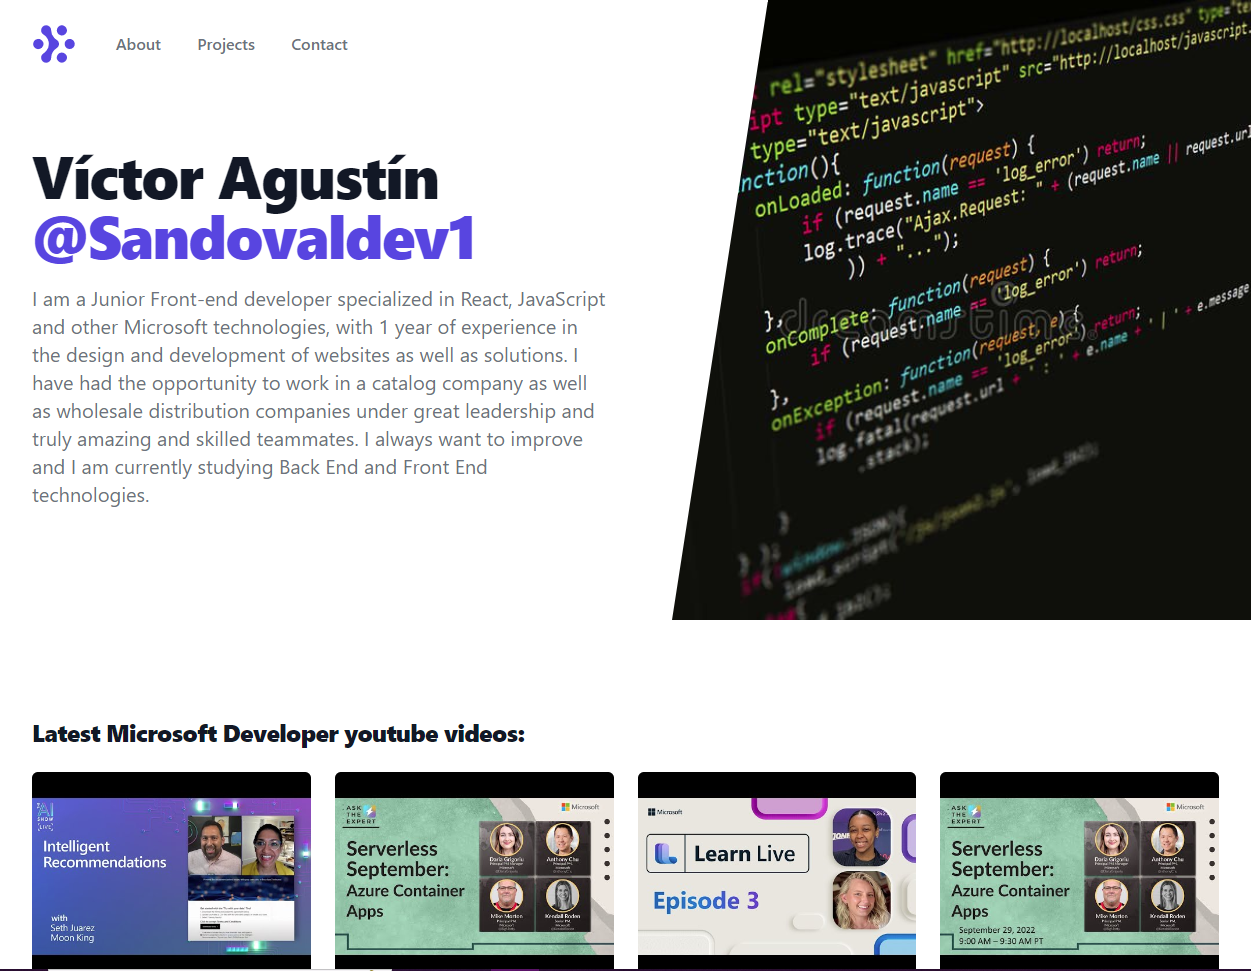 About
Projects
Contact
Víctor Agustín
@Sandovaldev1
I am a Junior Front-end developer specialized in React, JavaScript
and other Microsoft technologies, with 1 year of experience in
the design and development of websites as well as solutions. I
have had the opportunity to work in a catalog company as well
as wholesale distribution companies under great leadership and
truly amazing and skilled teammates. I always want to improve
and I am currently studying Back End and Front End
technologies.
rel="stylesheet" href="http://localhost/css.css"
ipt type="text/javascript" src="http://localhost/javascript.
type="text/javascript">
nction(){
onLoaded: function(request) {
if (request.name == 'log_error') return;
log.trace("Ajax.Request: " + (request.name || request.url
)) + "...");
},
onComplete: function(request) {
if (request.name == 'log_error') return;
},
onException: function(request, e) {
if (request.name == 'log_error') return;
log.fatal(request.url + ' : ' + e.name + ' | ' + e.message
.stack);
dreamstime
Latest Microsoft Developer youtube videos:
AI
SHOW
LIVE
Intelligent
Recommendations
with
Seth Juarez
Moon King
ASK
THE
EXPERT
Microsoft
Serverless
September:
Azure Container
Apps
Daria Grigoriu
Anthony Chu
Mike Morton
Kendall Roden
Microsoft
Learn Live
Episode 3
ASK
THE
EXPERT
Microsoft
Serverless
September:
Azure Container
Apps
September 29, 2022
9:00 AM – 9:30 AM PT
Daria Grigoriu
Anthony Chu
Mike Morton
Kendall Roden